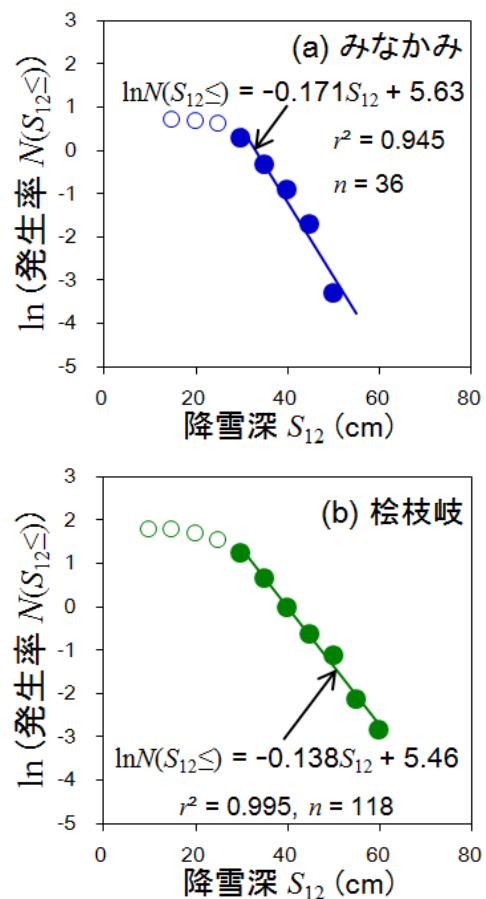 (a) みなかみ
lnN(S12≤) = −0.171S12 + 5.63
r² = 0.945
n = 36
ln (発生率 N(S12≤))
3
2
1
0
-1
-2
-3
-4
-5
0 20 40 60 80
降雪深 S12 (cm)
(b)桧枝岐
lnN(S12≤) = −0.138S12 + 5.46
r² = 0.995, n = 118
ln (発生率 N(S12≤))
3
2
1
0
-1
-2
-3
-4
-5
0 20 40 60 80
降雪深 S12 (cm)